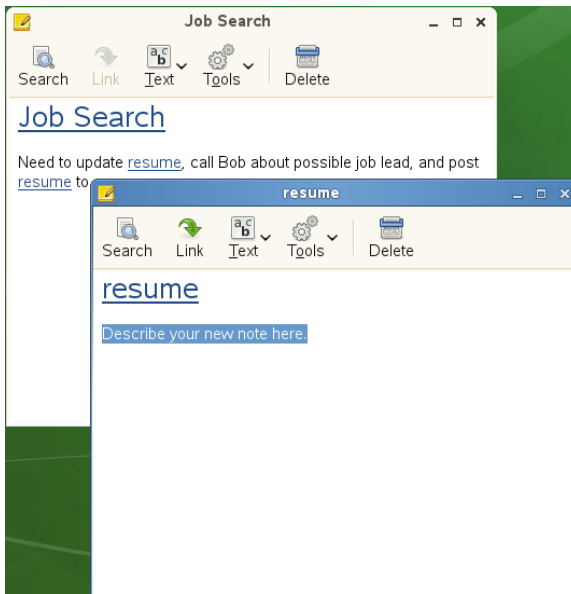 Job Search
Search Link Text Tools Delete
Job Search
Need to update resume, call Bob about possible job lead, and post
resume to
resume
Search Link Text Tools Delete
resume
Describe your new note here.